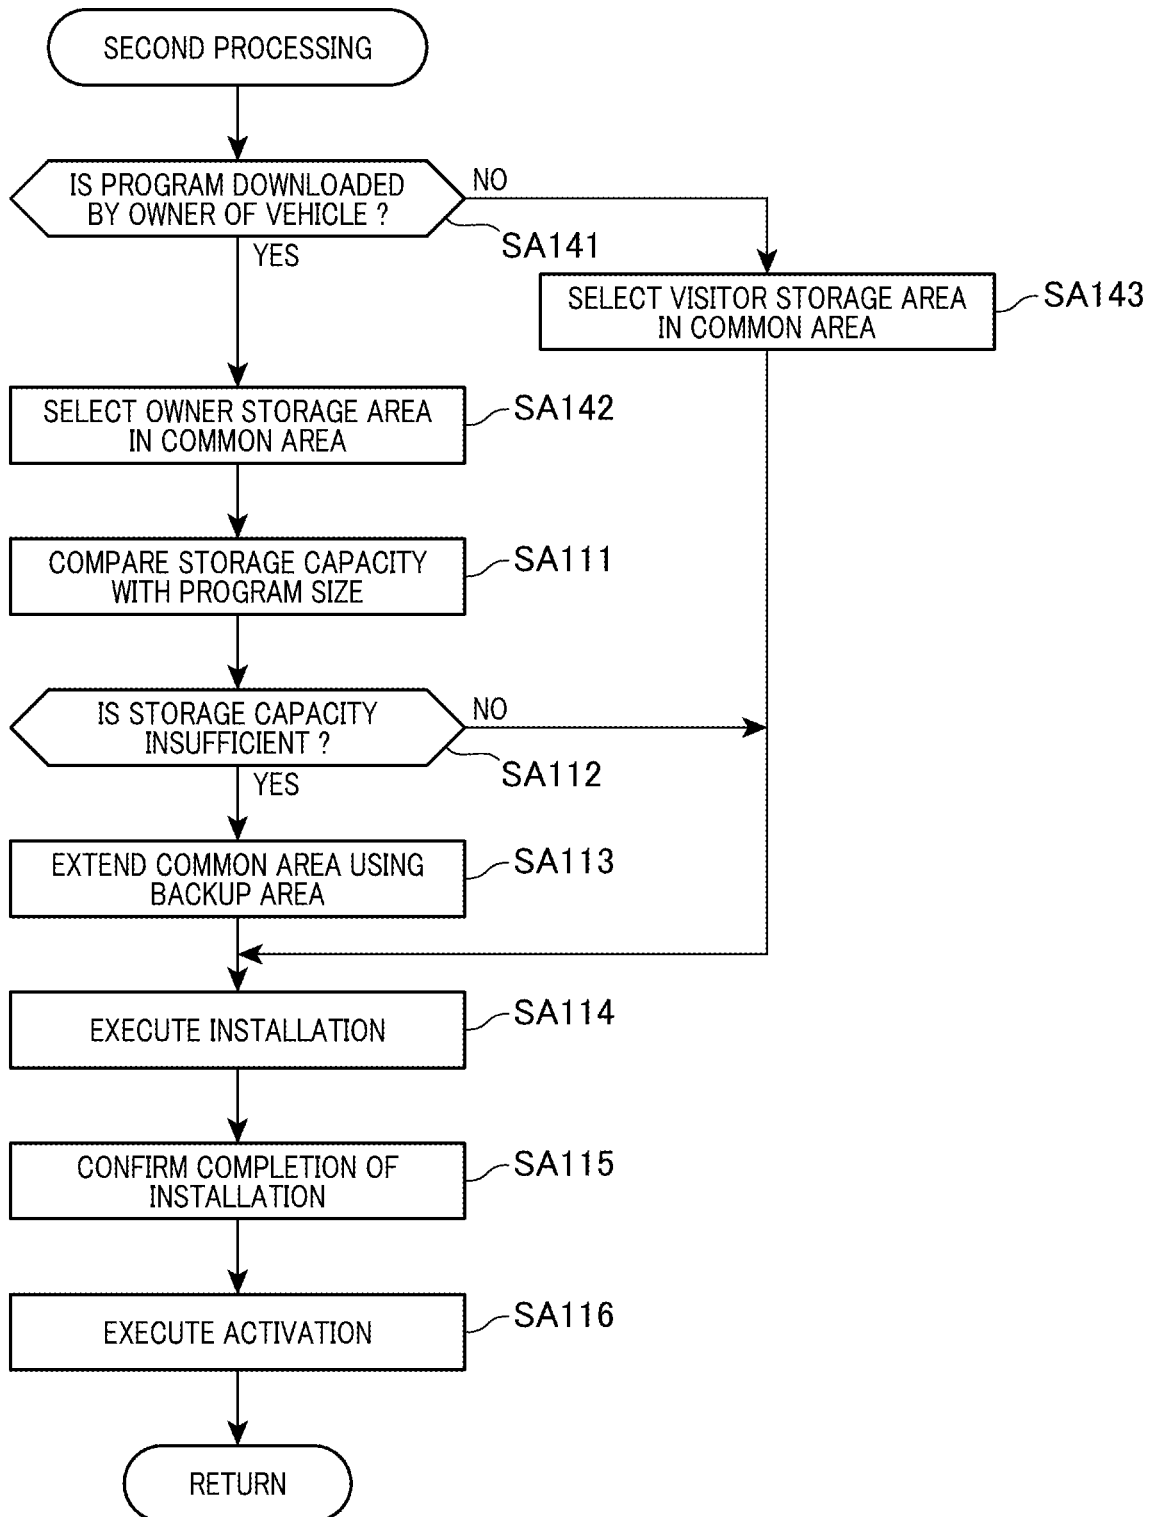 SECOND PROCESSING
IS PROGRAM DOWNLOADED
BY OWNER OF VEHICLE ?
NO
SA141
YES
SELECT VISITOR STORAGE AREA
IN COMMON AREA
SA143
SELECT OWNER STORAGE AREA
IN COMMON AREA
SA142
COMPARE STORAGE CAPACITY
WITH PROGRAM SIZE
SA111
IS STORAGE CAPACITY
INSUFFICIENT ?
NO
SA112
YES
EXTEND COMMON AREA USING
BACKUP AREA
SA113
EXECUTE INSTALLATION
SA114
CONFIRM COMPLETION OF
INSTALLATION
SA115
EXECUTE ACTIVATION
SA116
RETURN